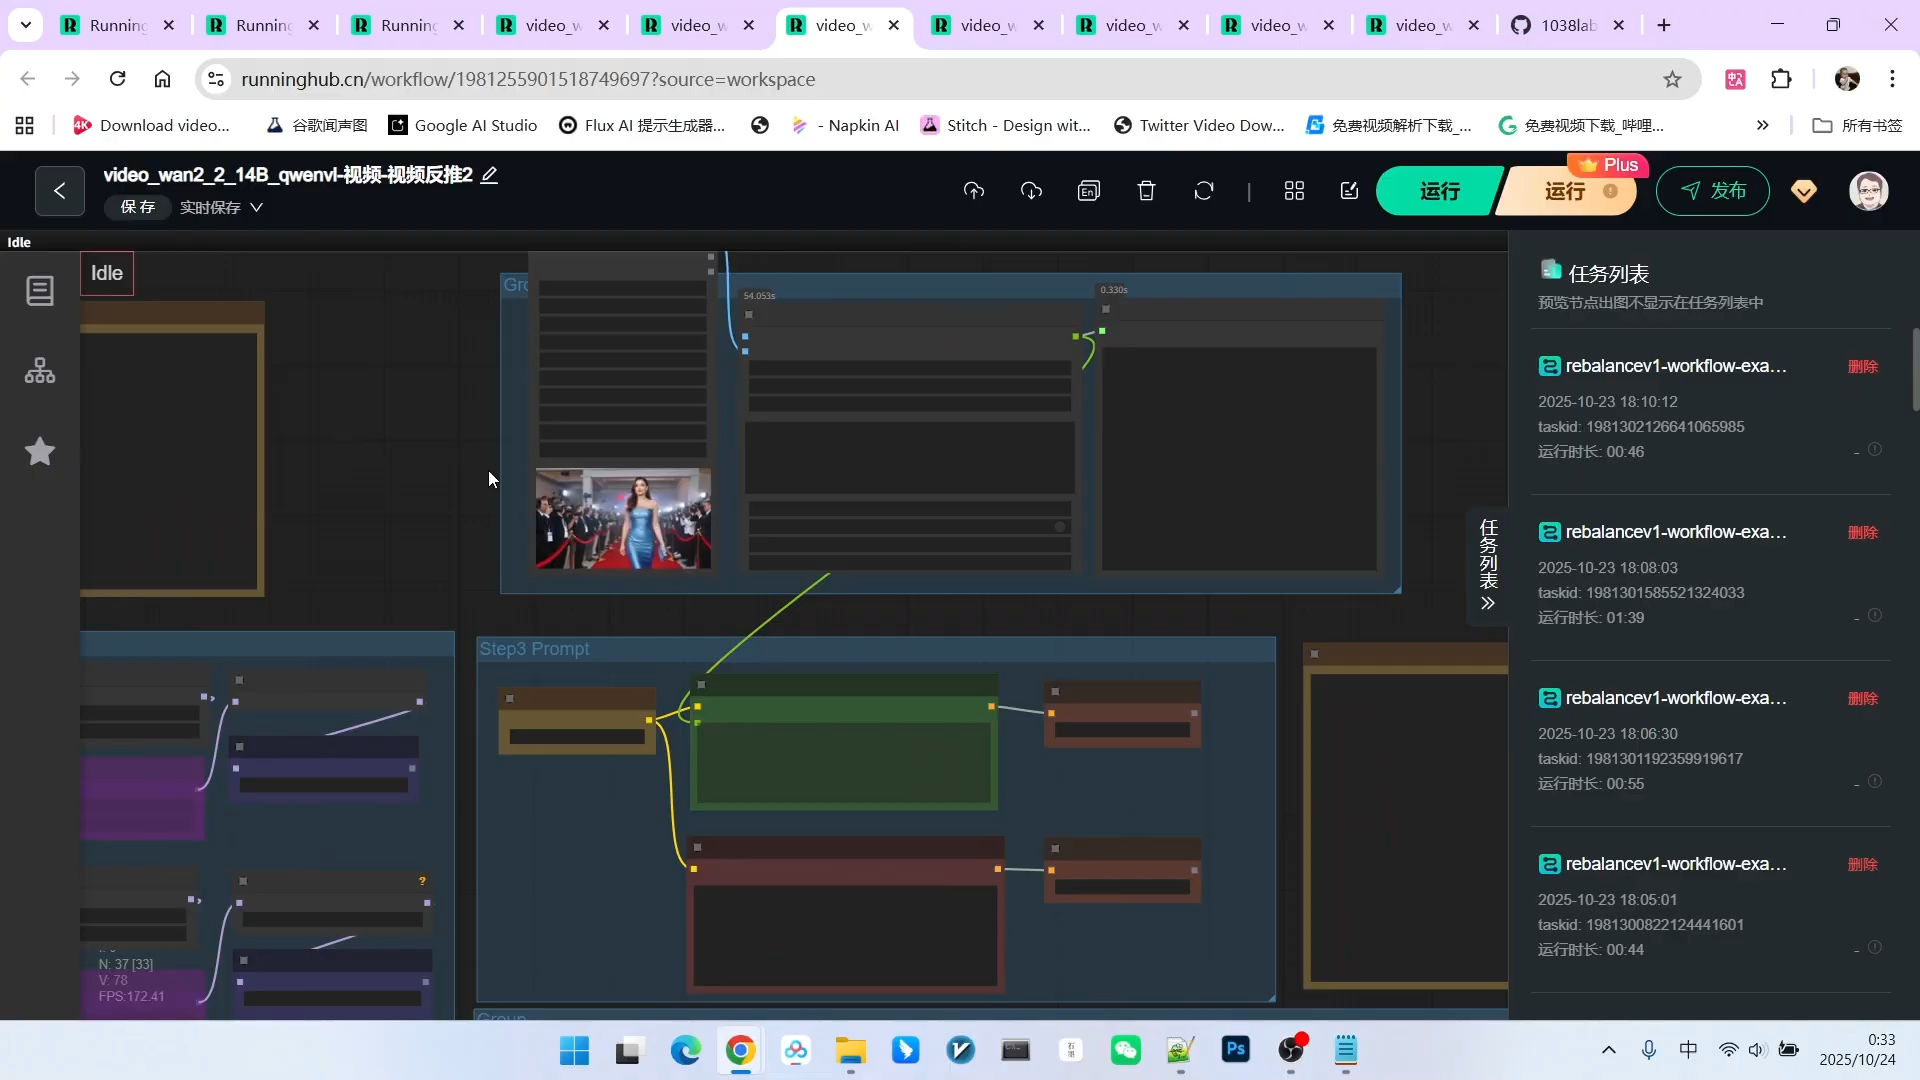 Running
Running
Running
video_w
video_w
video_w
video_w
video_w
video_w
video_w
1038lab
runninghub.cn/workflow/1981255901518749697?source=workspace
Download video...
谷歌闻声图
Google AI Studio
Flux AI 提示生成器...
- Napkin AI
Stitch - Design wit...
Twitter Video Dow...
免费视频解析下载_...
免费视频下载_哔哩...
所有书签
video_wan2_2_14B_qwenvl-视频-视频反推2
保存
实时保存
En
运行
运行
Plus
发布
Idle
Idle
Gro
54.053s
0.330s
Step3 Prompt
?
N: 37 [33]
V: 78
FPS:172.41
Group
任务列表
任务列表
预览节点出图不显示在任务列表中
rebalancev1-workflow-exa...
删除
2025-10-23 18:10:12
taskid: 1981302126641065985
运行时长: 00:46
-
rebalancev1-workflow-exa...
删除
2025-10-23 18:08:03
taskid: 1981301585521324033
运行时长: 01:39
-
rebalancev1-workflow-exa...
删除
2025-10-23 18:06:30
taskid: 1981301192359919617
运行时长: 00:55
-
rebalancev1-workflow-exa...
删除
2025-10-23 18:05:01
taskid: 1981300822124441601
运行时长: 00:44
-
Ps
中
0:33
2025/10/24